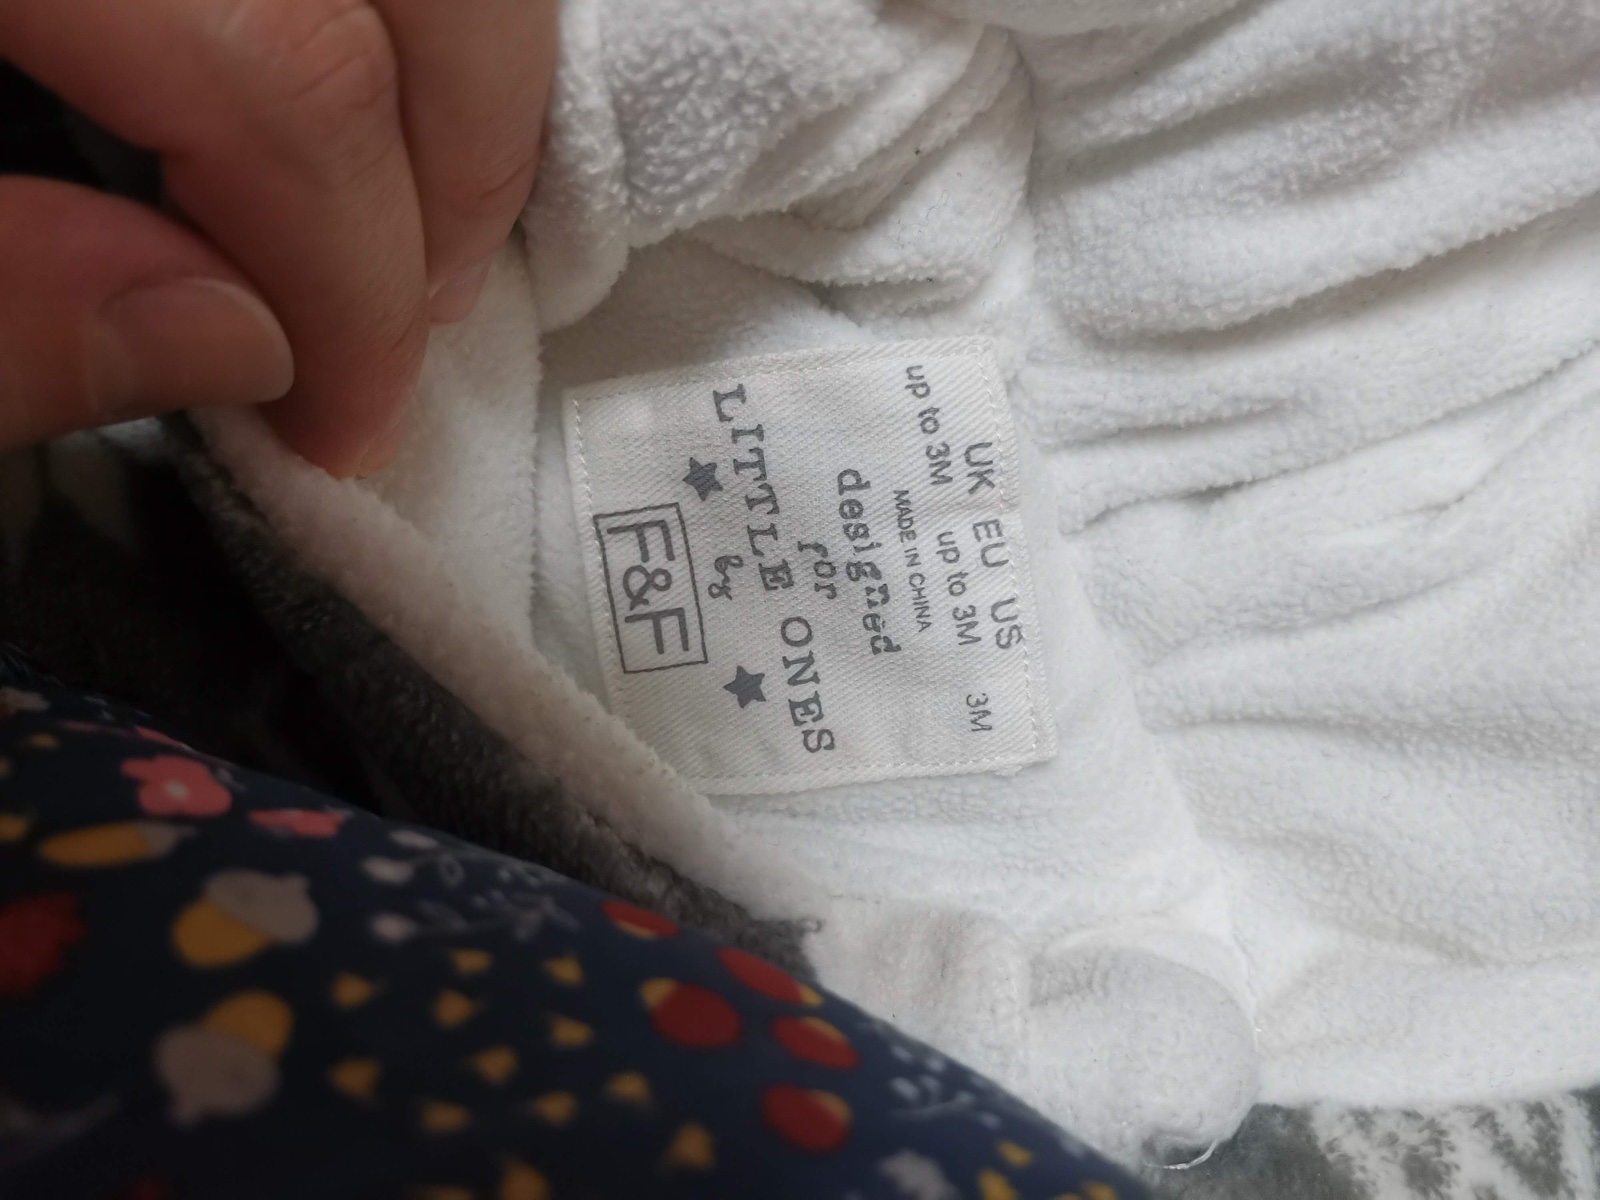 F&F
by
LITTLE ONES
for
designed
MADE IN CHINA
up to 3M up to 3M 3M
UK EU US